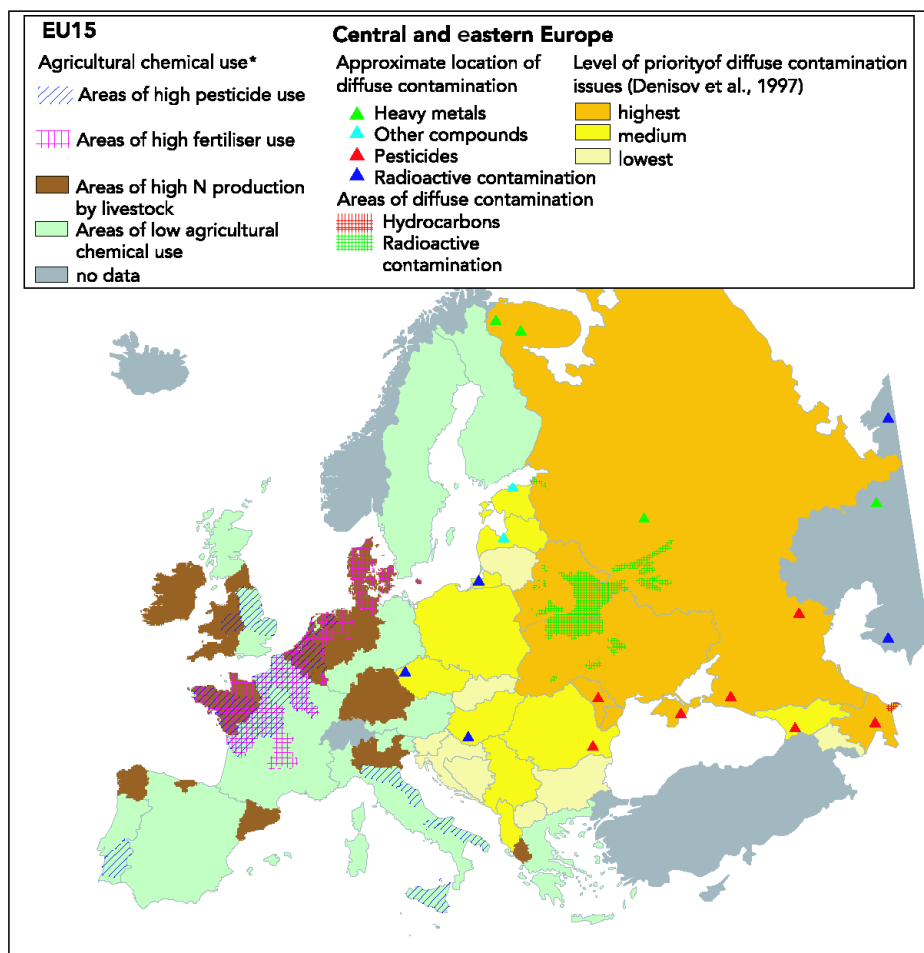 EU15
Agricultural chemical use*
Areas of high pesticide use
Areas of high fertiliser use
Areas of high N production
by livestock
Areas of low agricultural
chemical use
no data
Central and eastern Europe
Approximate location of
diffuse contamination
Heavy metals
Other compounds
Pesticides
Radioactive contamination
Areas of diffuse contamination
Hydrocarbons
Radioactive
contamination
Level of priorityof diffuse contamination
issues (Denisov et al., 1997)
highest
medium
lowest